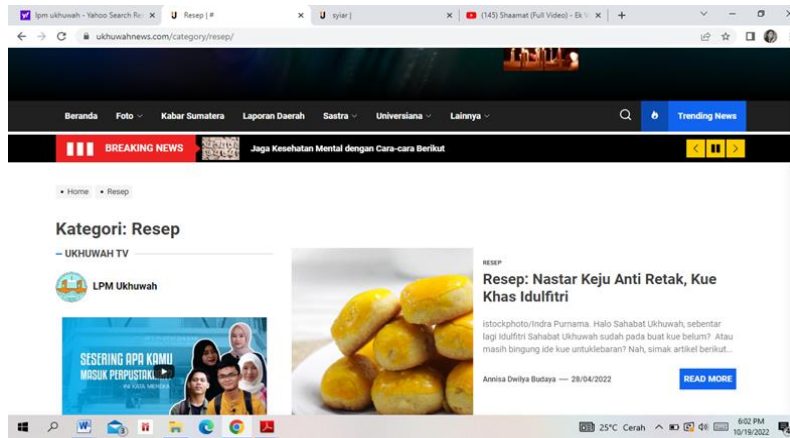 lpm ukhuwah - Yahoo Search Re
Resep | #
syiar |
(145) Shaamat (Full Video) - Ek V
ukhuwahnews.com/category/resep/
Beranda Foto Kabar Sumatera Laporan Daerah Sastra Universiana Lainnya Trending News
BREAKING NEWS Jaga Kesehatan Mental dengan Cara-cara Berikut
• Home • Resep
Kategori: Resep
– UKHUWAH TV
LPM Ukhuwah
SESERING APA KAMU
MASUK PERPUSTAK
INI KATA MEREKA
RESEP
Resep: Nastar Keju Anti Retak, Kue
Khas Idulfitri
istockphoto/Indra Purnama. Halo Sahabat Ukhuwah, sebentar
lagi Idulfitri Sahabat Ukhuwah sudah pada buat kue belum? Atau
masih bingung ide kue untuklebaran? Nah, simak artikel berikut...
Annisa Dwilya Budaya — 28/04/2022
READ MORE
25°C Cerah
6:02 PM
10/19/2022